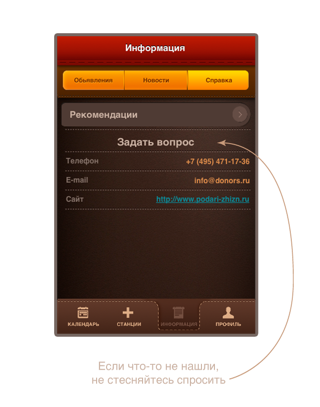 Информация
Объявления Новости Справка
Рекомендации
Задать вопрос
Телефон +7 (495) 471-17-36
E-mail info@donors.ru
Сайт http://www.podari-zhizn.ru
КАЛЕНДАРЬ СТАНЦИИ ИНФОРМАЦИЯ ПРОФИЛЬ
Если что-то не нашли,
не стесняйтесь спросить